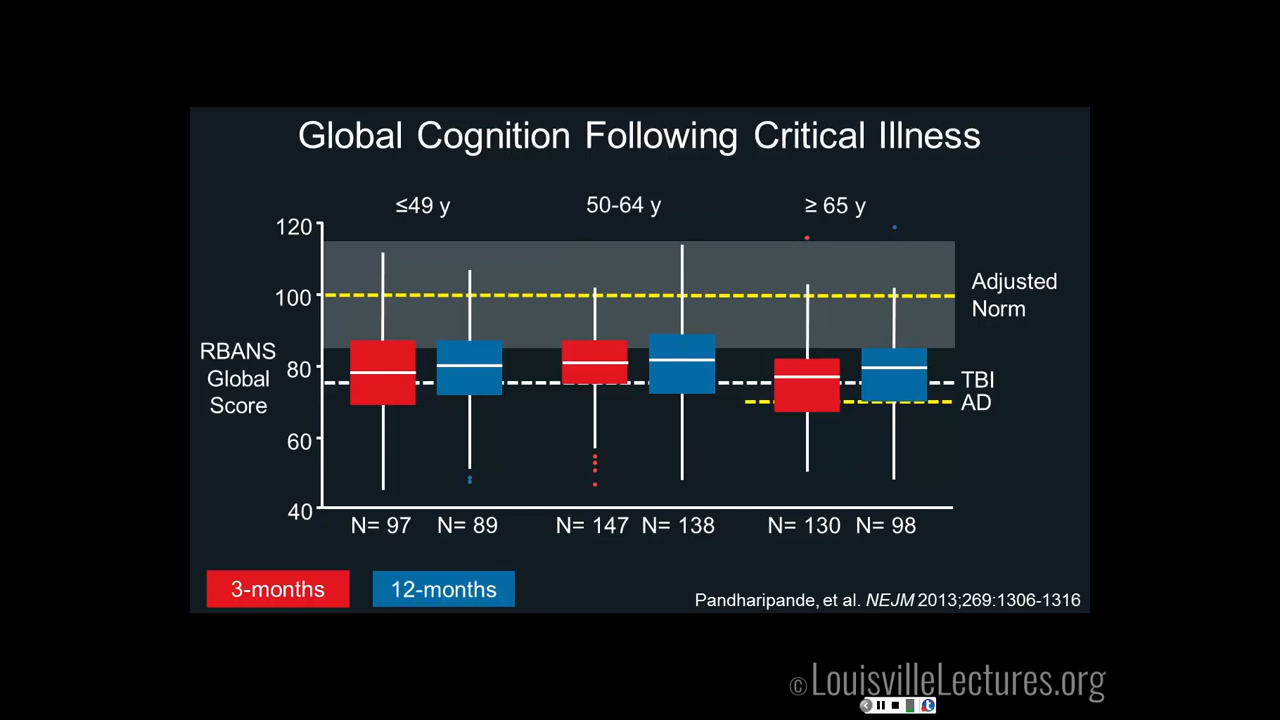 Global Cognition Following Critical Illness
≤49 y
50-64 y
≥ 65 y
120
100
80
60
40
RBANS
Global
Score
Adjusted
Norm
TBI
AD
N= 97
N= 89
N= 147
N= 138
N= 130
N= 98
3-months
12-months
Pandharipande, et al. NEJM 2013;269:1306-1316
© LouisvilleLectures.org